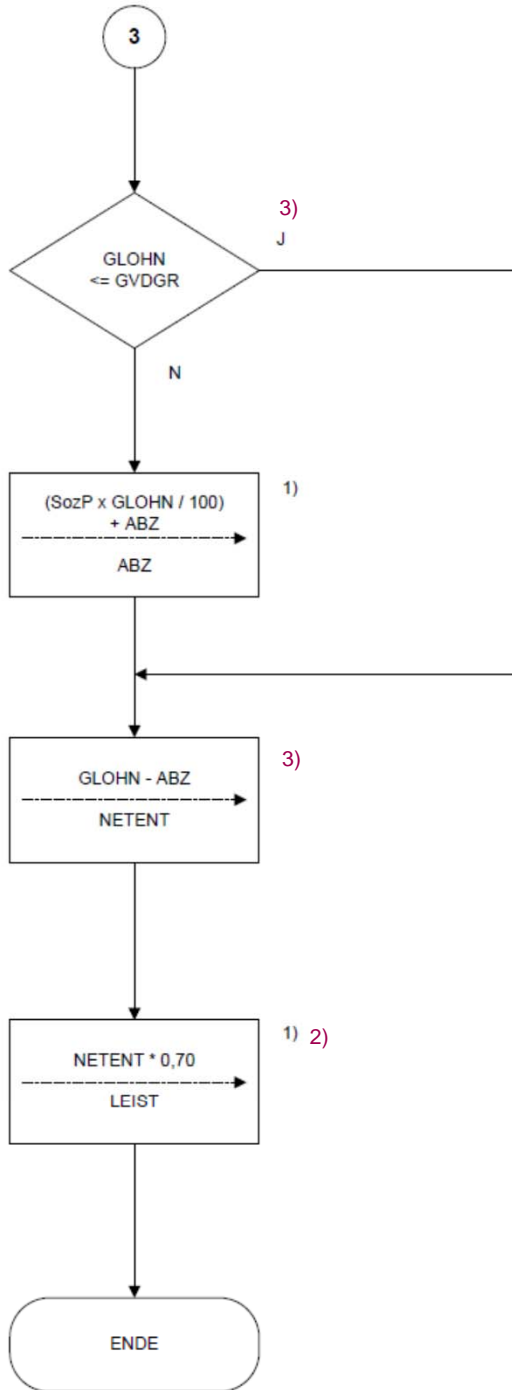 3
3)
J
GLOHN
<= GVDGR
N
(SozP x GLOHN / 100)
+ ABZ
ABZ
1)
GLOHN - ABZ
NETENT
3)
NETENT * 0,70
LEIST
1) 2)
ENDE